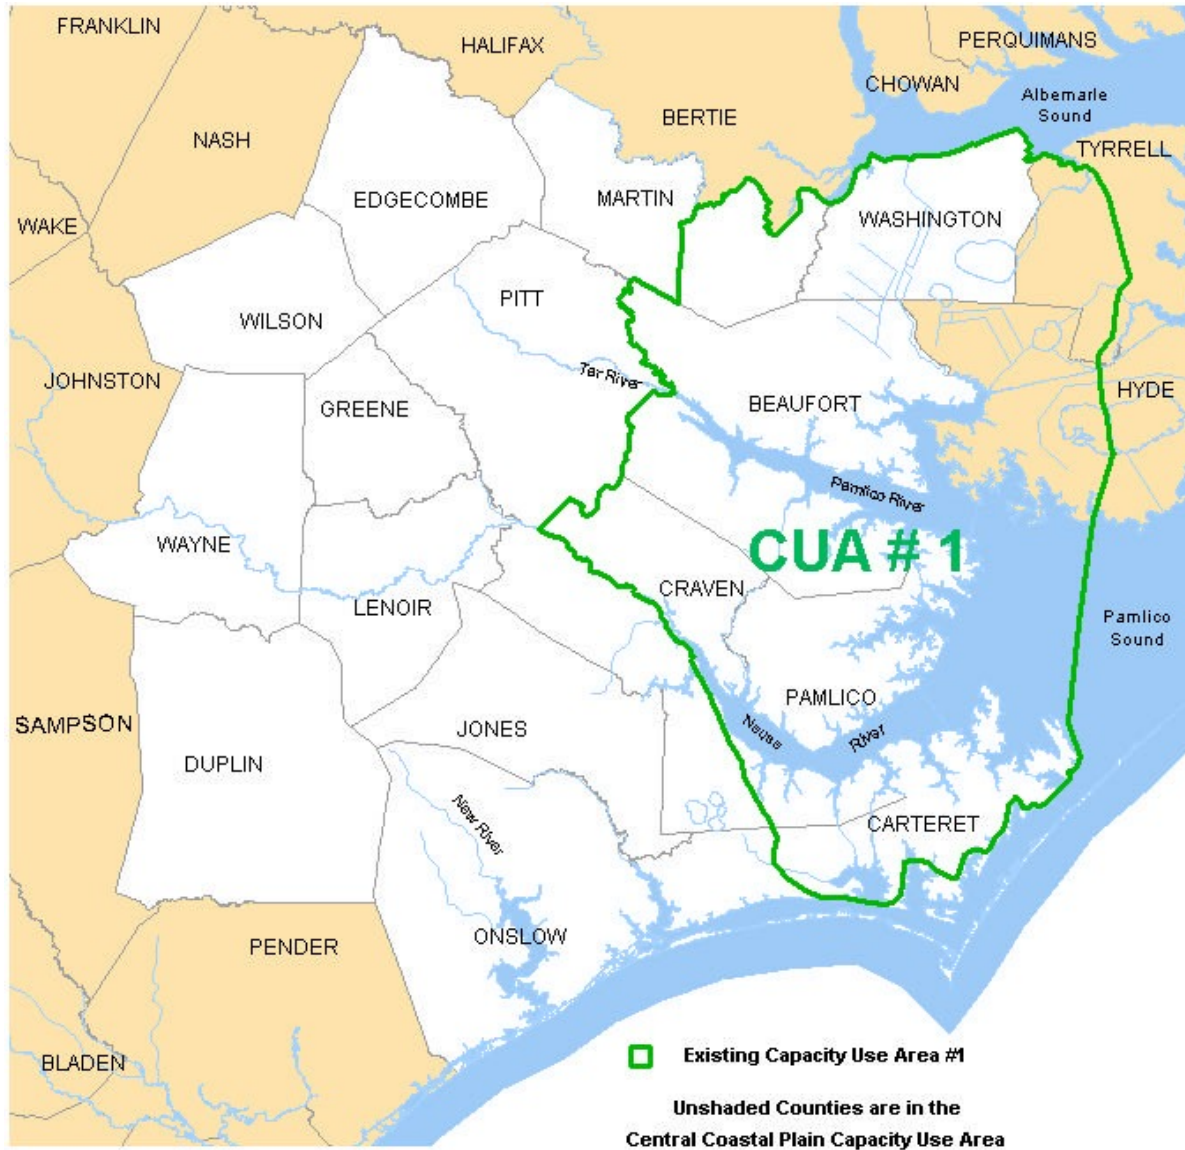 FRANKLIN
HALIFAX
PERQUIMANS
CHOWAN
Albemarle
Sound
BERTIE
NASH
TYRRELL
EDGECOMBE
MARTIN
WASHINGTON
WAKE
PITT
WILSON
Tar River
JOHNSTON
GREENE
BEAUFORT
HYDE
Pamlico River
WAYNE
CUA # 1
CRAVEN
LENOIR
Pamlico
Sound
PAMLICO
SAMPSON
JONES
Neuse
River
DUPLIN
New River
CARTERET
ONSLOW
PENDER
BLADEN
Existing Capacity Use Area #1
Unshaded Counties are in the
Central Coastal Plain Capacity Use Area